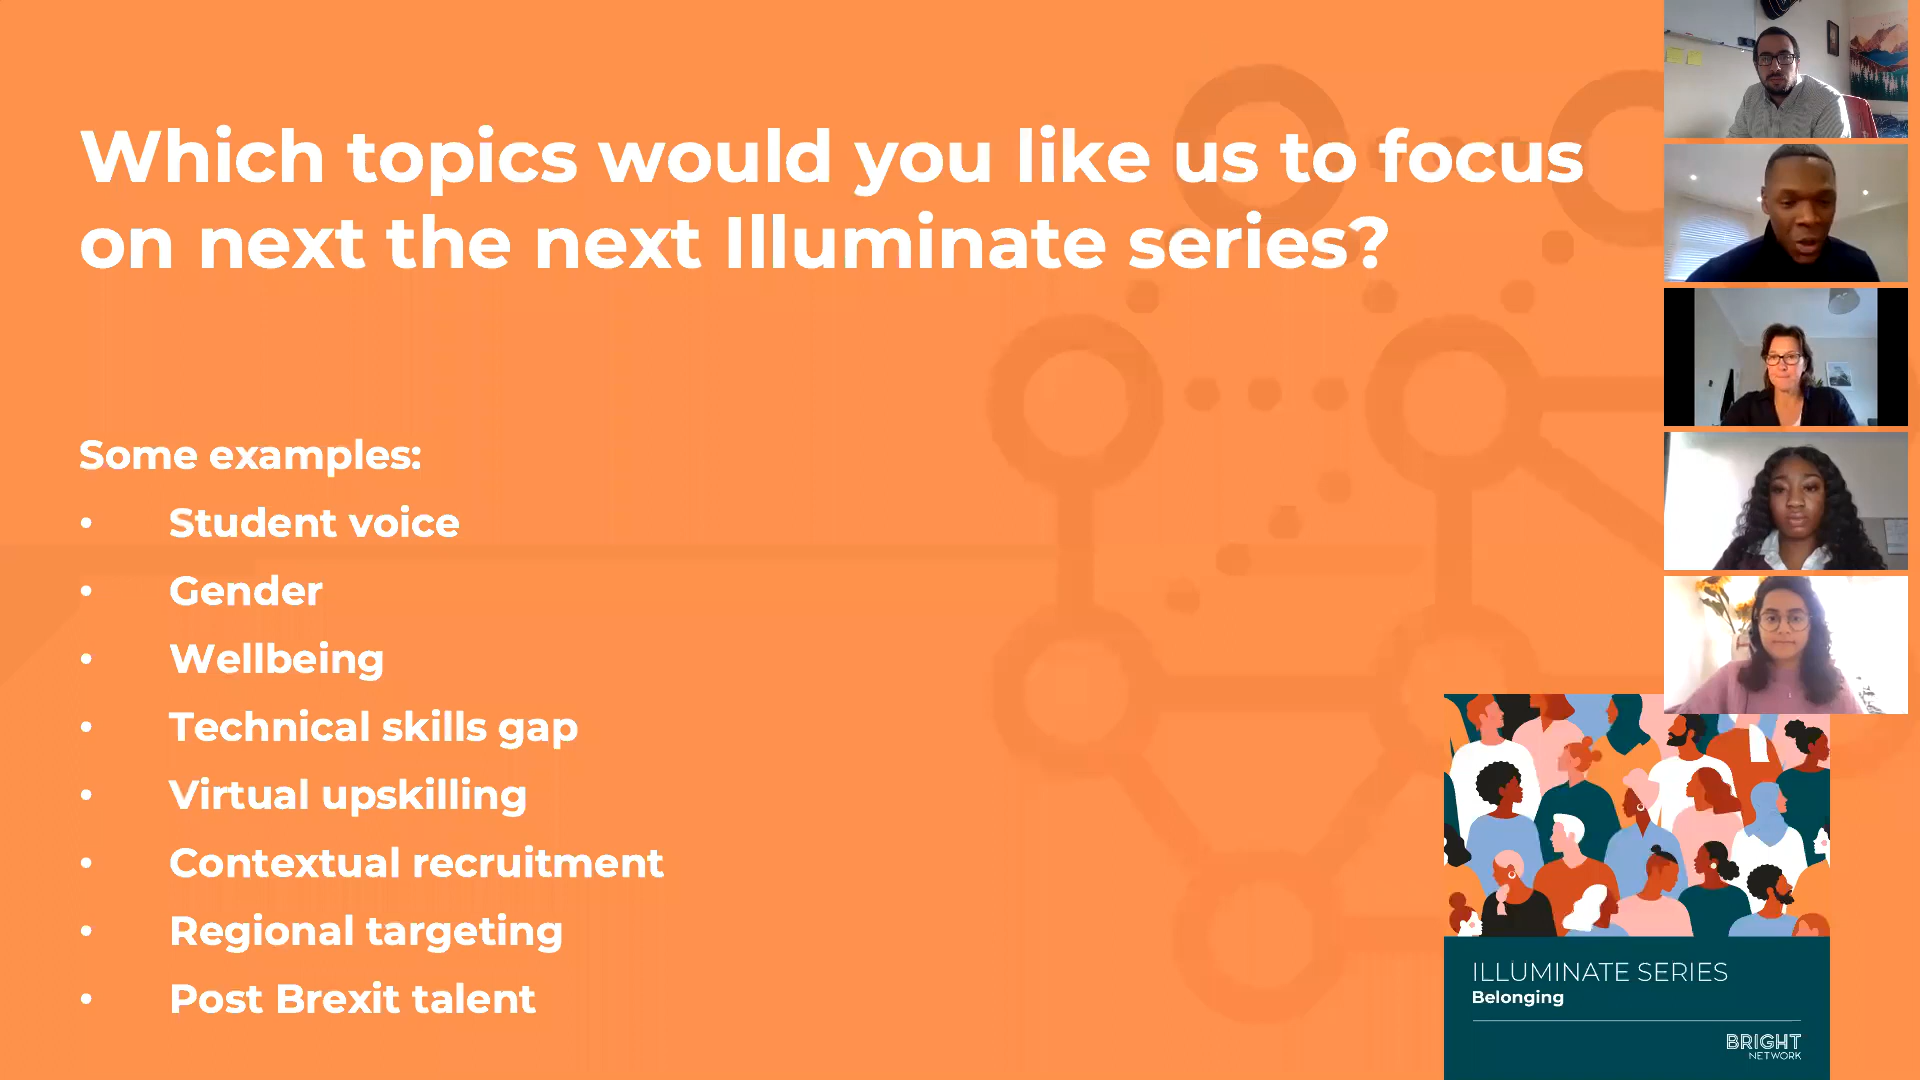 Which topics would you like us to focus
on next the next Illuminate series?
Some examples:
• Student voice
• Gender
• Wellbeing
• Technical skills gap
• Virtual upskilling
• Contextual recruitment
• Regional targeting
• Post Brexit talent
ILLUMINATE SERIES
Belonging
BRIGHT
NETWORK